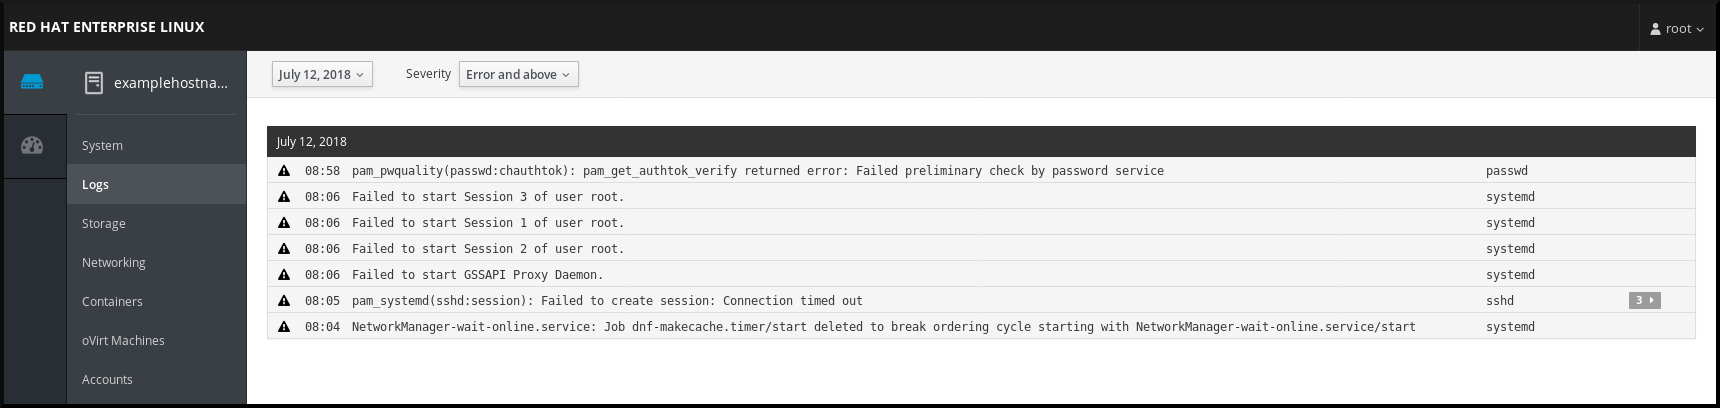 RED HAT ENTERPRISE LINUX
root
examplehostna...
July 12, 2018
Severity
Error and above
System
Logs
Storage
Networking
Containers
oVirt Machines
Accounts
July 12, 2018
08:58 pam_pwquality(passwd:chauthtok): pam_get_authtok_verify returned error: Failed preliminary check by password service passwd
08:06 Failed to start Session 3 of user root. systemd
08:06 Failed to start Session 1 of user root. systemd
08:06 Failed to start Session 2 of user root. systemd
08:06 Failed to start GSSAPI Proxy Daemon. systemd
08:05 pam_systemd(sshd:session): Failed to create session: Connection timed out sshd 3
08:04 NetworkManager-wait-online.service: Job dnf-makecache.timer/start deleted to break ordering cycle starting with NetworkManager-wait-online.service/start systemd